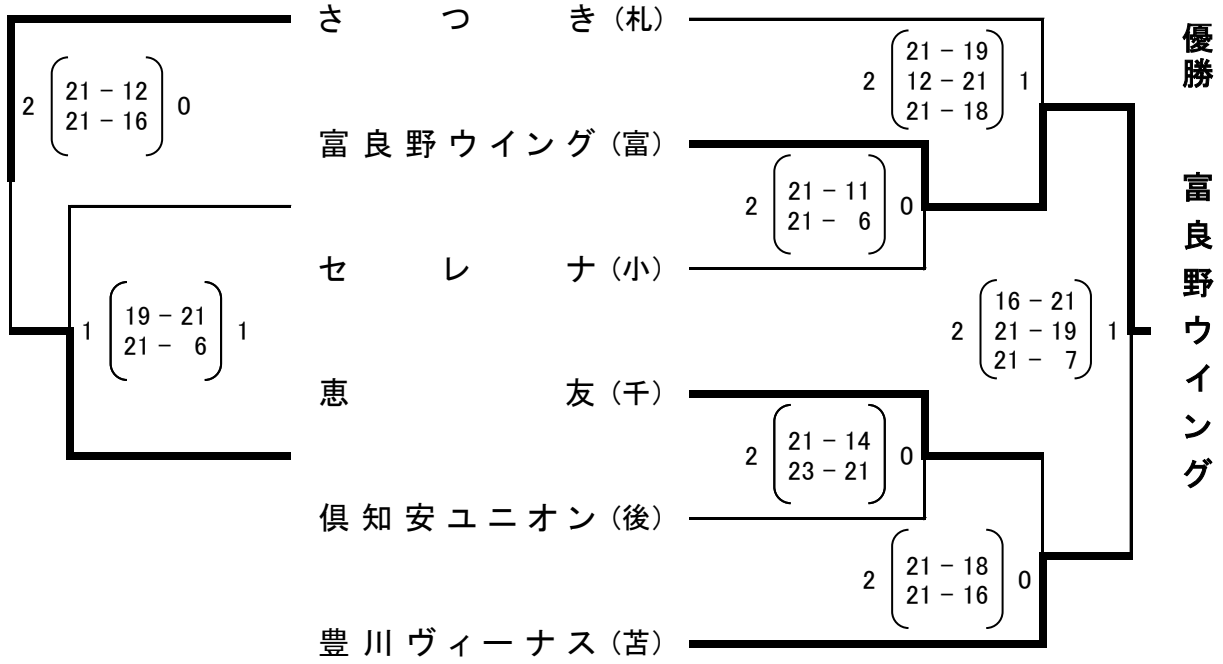 さつき（札）
富良野ウイング（富）
セレナ（小）
恵友（千）
倶知安ユニオン（後）
豊川ヴィーナス（苫）
2 21 − 12 0
21 − 16
1 19 − 21 1
21 − 6
21 − 19
2 12 − 21 1
21 − 18
2 21 − 11 0
21 − 6
16 − 21
2 21 − 19 1
21 − 7
2 21 − 14 0
23 − 21
2 21 − 18 0
21 − 16
優勝 富良野ウイング